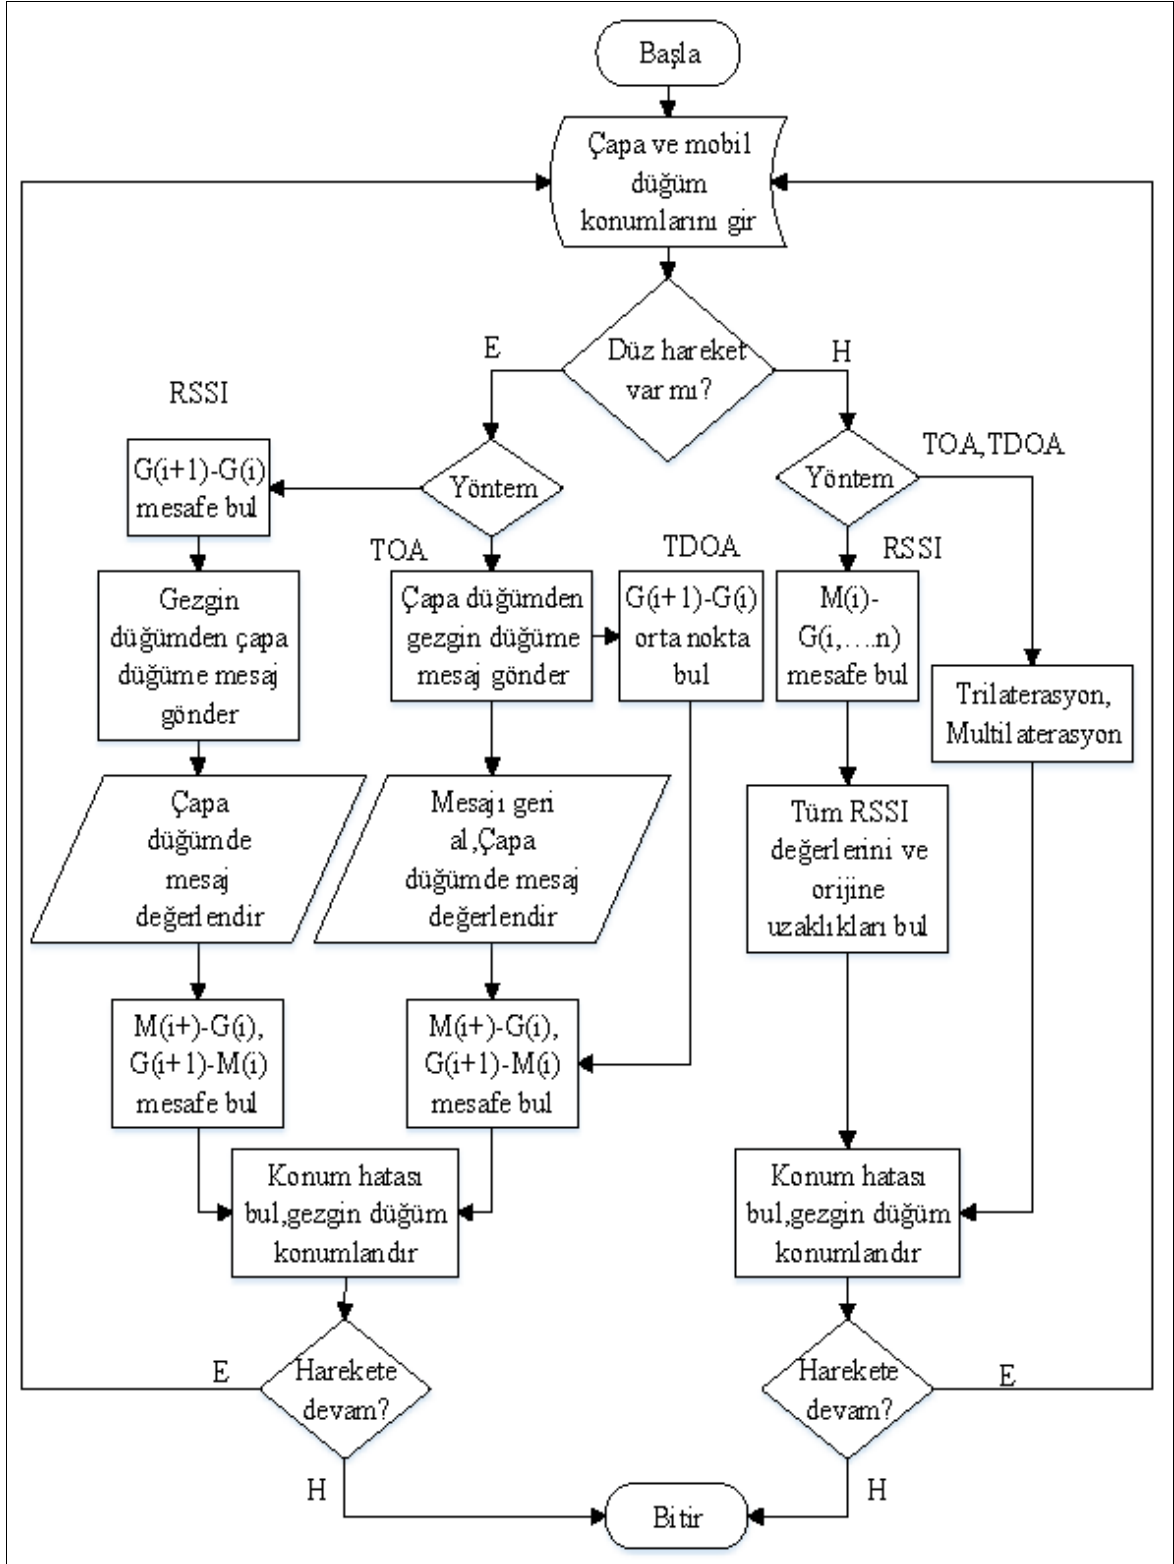 Başla
Çapa ve mobil
düğüm
konumlarını gir
Düz hareket
var mı?
E
H
RSSI
Yöntem
G(i+1)-G(i)
mesafe bul
TOA
TDOA
Yöntem
TOA,TDOA
RSSI
Gezgin
düğümden çapa
düğüme mesaj
gönder
Çapa düğümden
gezgin düğüme
mesaj gönder
G(i+1)-G(i)
orta nokta
bul
M(i)-
G(i,....n)
mesafe bul
Trilaterasyon,
Multilaterasyon
Çapa
düğümde
mesaj
değerlendir
Mesajı geri
al,Çapa
düğümde mesaj
değerlendir
Tüm RSSI
değerlerini ve
orijine
uzaklıkları bul
M(i+)-G(i),
G(i+1)-M(i)
mesafe bul
M(i+)-G(i),
G(i+1)-M(i)
mesafe bul
Konum hatası
bul,gezgin düğüm
konumlandır
Konum hatası
bul,gezgin düğüm
konumlandır
E
Harekete
devam?
Harekete
devam?
E
H
H
Bitir